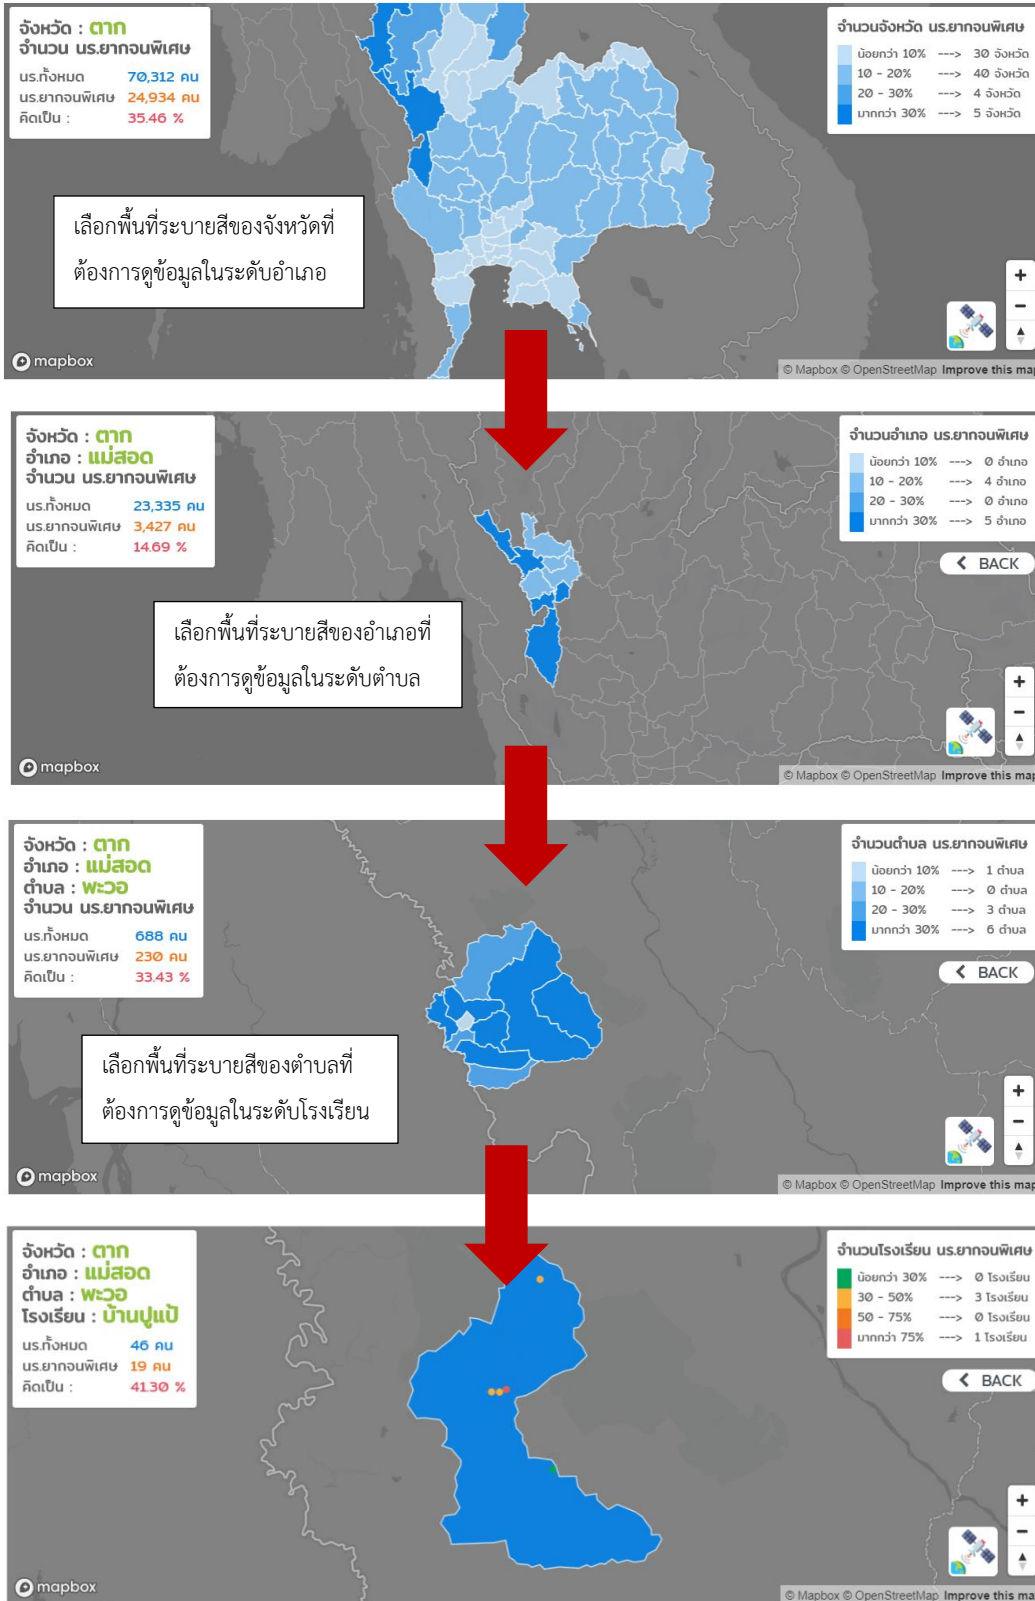 จังหวัด : ตาก
จำนวน นร.ยากจนพิเศษ
นร.ทั้งหมด 70,312 คน
นร.ยากจนพิเศษ 24,934 คน
คิดเป็น : 35.46 %
จำนวนจังหวัด นร.ยากจนพิเศษ
น้อยกว่า 10% ---> 30 จังหวัด
10 - 20% ---> 40 จังหวัด
20 - 30% ---> 4 จังหวัด
มากกว่า 30% ---> 5 จังหวัด
เลือกพื้นที่ระบายสีของจังหวัดที่
ต้องการดูข้อมูลในระดับอำเภอ
mapbox
© Mapbox © OpenStreetMap Improve this map
จังหวัด : ตาก
อำเภอ : แม่สอด
จำนวน นร.ยากจนพิเศษ
นร.ทั้งหมด 23,335 คน
นร.ยากจนพิเศษ 3,427 คน
คิดเป็น : 14.69 %
จำนวนอำเภอ นร.ยากจนพิเศษ
น้อยกว่า 10% ---> 0 อำเภอ
10 - 20% ---> 4 อำเภอ
20 - 30% ---> 0 อำเภอ
มากกว่า 30% ---> 5 อำเภอ
BACK
เลือกพื้นที่ระบายสีของอำเภอที่
ต้องการดูข้อมูลในระดับตำบล
mapbox
© Mapbox © OpenStreetMap Improve this map
จังหวัด : ตาก
อำเภอ : แม่สอด
ตำบล : พะวอ
จำนวน นร.ยากจนพิเศษ
นร.ทั้งหมด 688 คน
นร.ยากจนพิเศษ 230 คน
คิดเป็น : 33.43 %
จำนวนตำบล นร.ยากจนพิเศษ
น้อยกว่า 10% ---> 1 ตำบล
10 - 20% ---> 0 ตำบล
20 - 30% ---> 3 ตำบล
มากกว่า 30% ---> 6 ตำบล
BACK
เลือกพื้นที่ระบายสีของตำบลที่
ต้องการดูข้อมูลในระดับโรงเรียน
mapbox
© Mapbox © OpenStreetMap Improve this map
จังหวัด : ตาก
อำเภอ : แม่สอด
ตำบล : พะวอ
โรงเรียน : บ้านปูแป้
นร.ทั้งหมด 46 คน
นร.ยากจนพิเศษ 19 คน
คิดเป็น : 41.30 %
จำนวนโรงเรียน นร.ยากจนพิเศษ
น้อยกว่า 30% ---> 0 โรงเรียน
30 - 50% ---> 3 โรงเรียน
50 - 75% ---> 0 โรงเรียน
มากกว่า 75% ---> 1 โรงเรียน
BACK
mapbox
© Mapbox © OpenStreetMap Improve this map